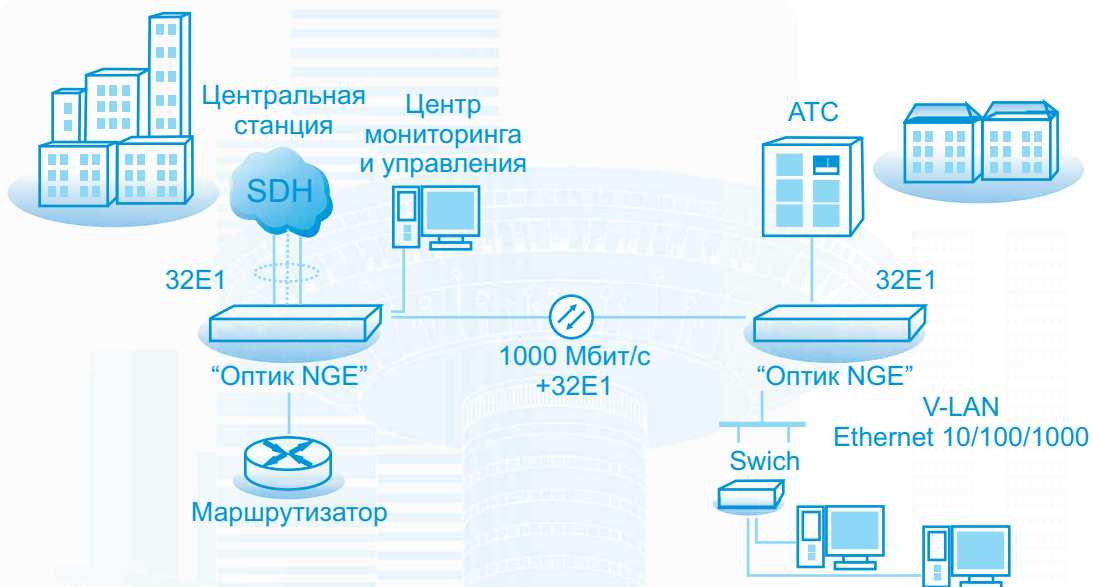 Центральная
станция
Центр
мониторинга
и управления
АТС
SDH
32E1
32E1
1000 Мбит/с
+32E1
“Оптик NGE”
“Оптик NGE”
V-LAN
Ethernet 10/100/1000
Swich
Маршрутизатор